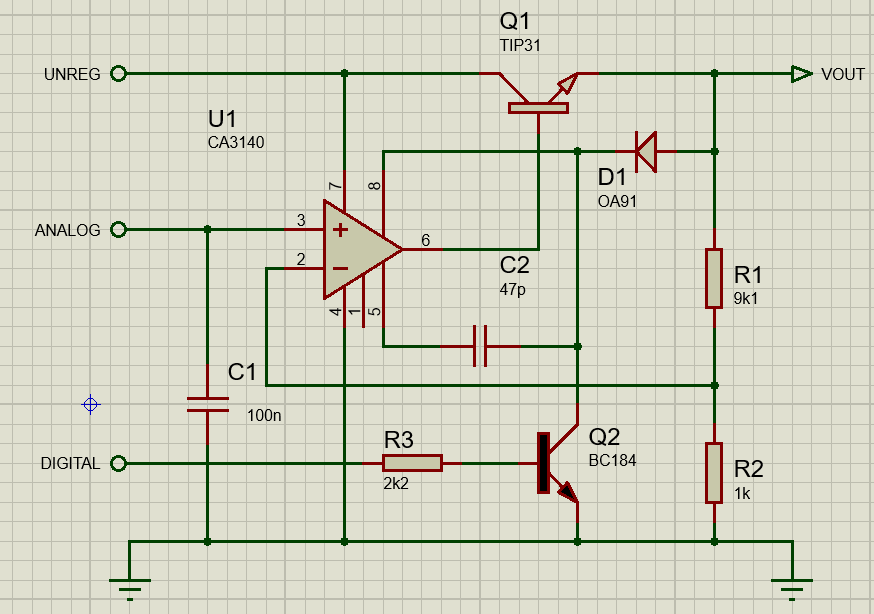 Q1
TIP31
UNREG
VOUT
U1
CA3140
7
8
D1
OA91
ANALOG
3
6
2
C2
47p
R1
9k1
4
1
5
C1
100n
DIGITAL
R3
2k2
Q2
BC184
R2
1k